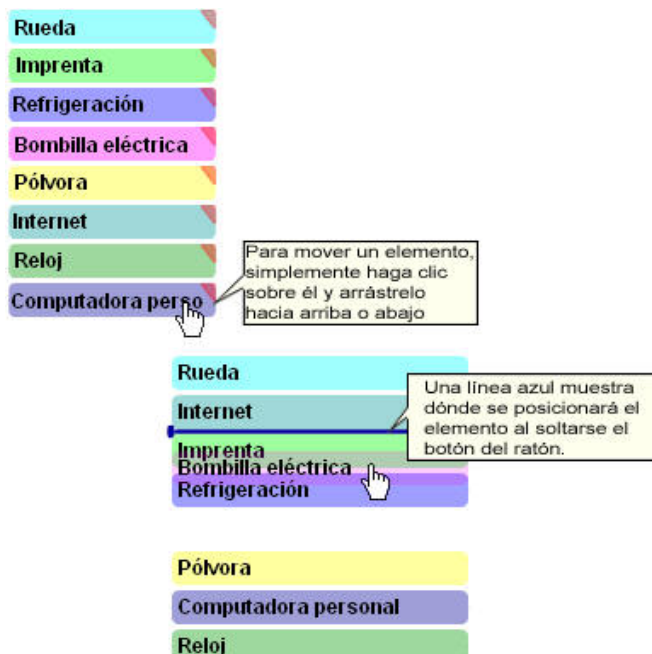 Rueda
Imprenta
Refrigeración
Bombilla eléctrica
Pólvora
Internet
Reloj
Computadora perso
Para mover un elemento,
simplemente haga clic
sobre él y arrástrelo
hacia arriba o abajo
Rueda
Internet
Imprenta
Bombilla eléctrica
Refrigeración
Una línea azul muestra
dónde se posicionará el
elemento al soltarse el
botón del ratón.
Pólvora
Computadora personal
Reloj